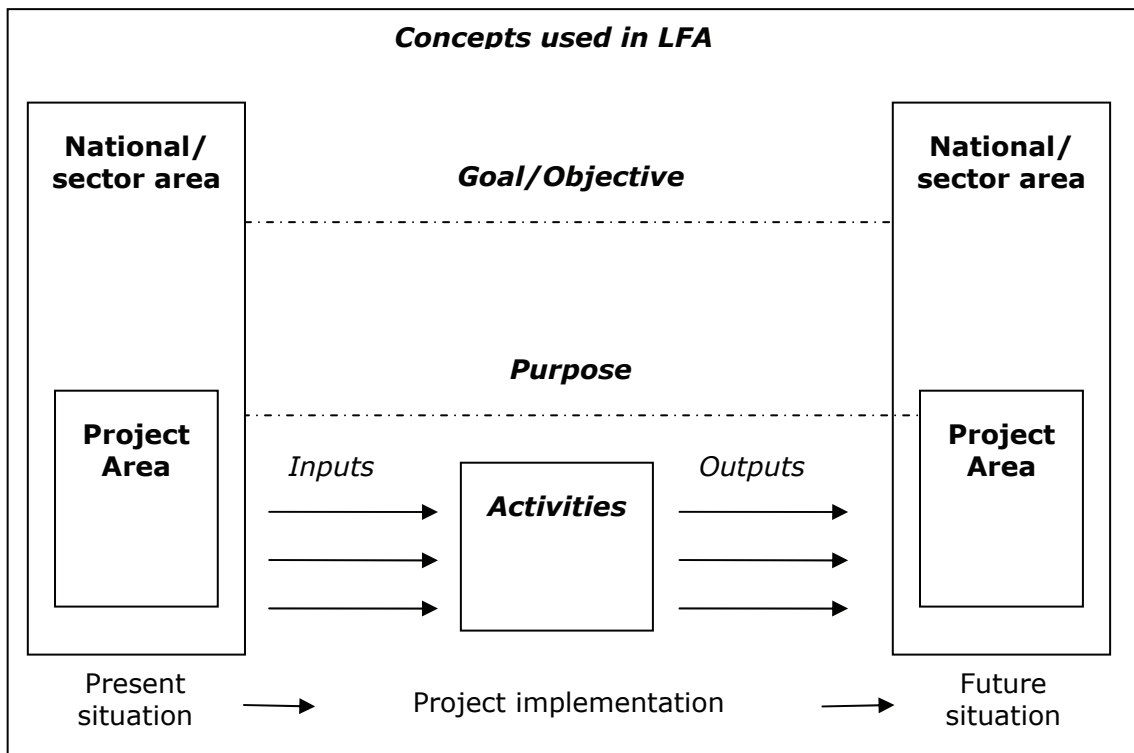 Concepts used in LFA
National/
sector area
Goal/Objective
National/
sector area
Purpose
Project
Area
Inputs
Activities
Outputs
Project
Area
Present
situation
Project implementation
Future
situation